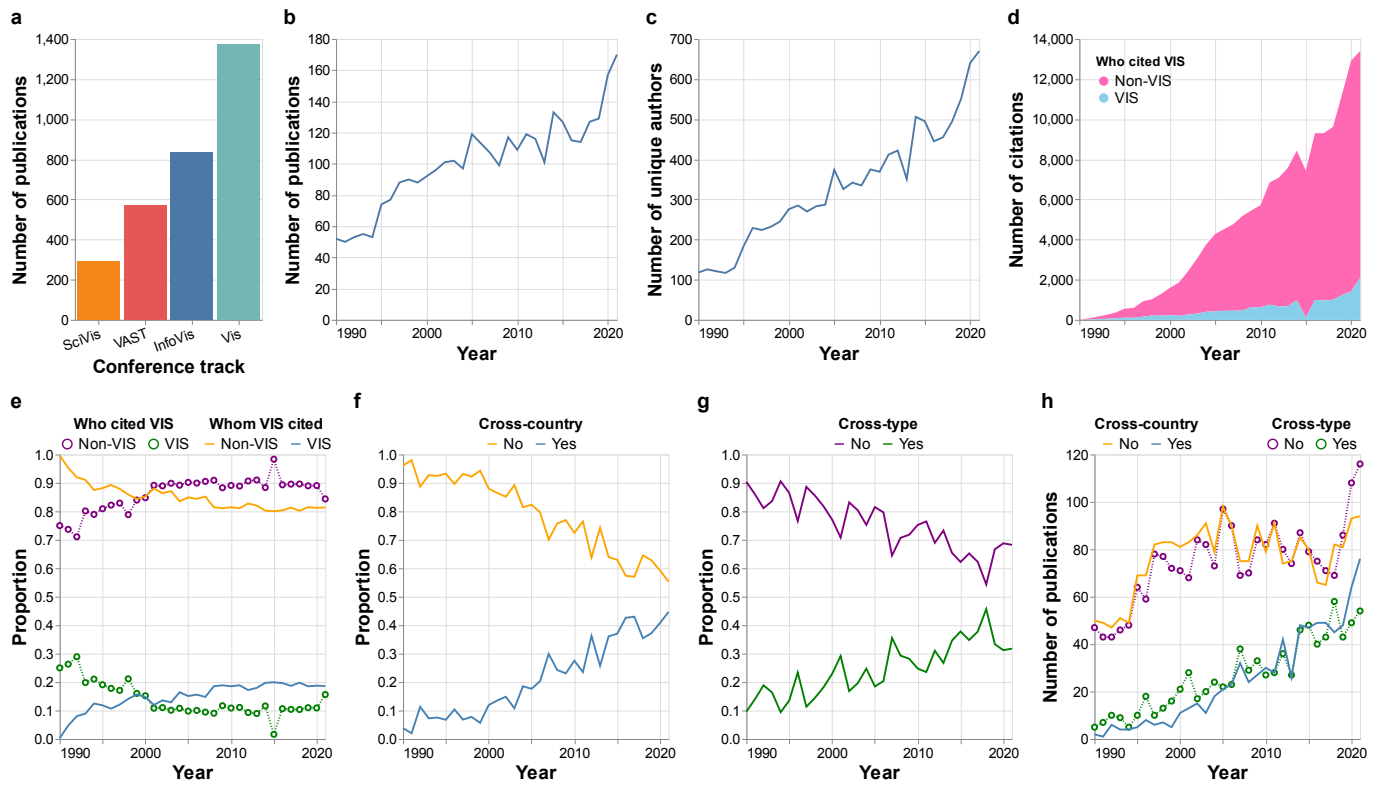 a
1,400
1,200
1,000
800
600
400
200
0
Number of publications
SciVis
VAST
InfoVis
Vis
Conference track
b
180
160
140
120
100
80
60
40
20
0
Number of publications
1990
2000
2010
2020
Year
c
700
600
500
400
300
200
100
0
Number of unique authors
1990
2000
2010
2020
Year
d
14,000
12,000
10,000
8,000
6,000
4,000
2,000
0
Number of citations
Who cited VIS
Non-VIS
VIS
1990
2000
2010
2020
Year
e
Who cited VIS
Non-VIS
VIS
Whom VIS cited
Non-VIS
VIS
1.0
0.9
0.8
0.7
0.6
0.5
0.4
0.3
0.2
0.1
0.0
Proportion
1990
2000
2010
2020
Year
f
Cross-country
No
Yes
1.0
0.9
0.8
0.7
0.6
0.5
0.4
0.3
0.2
0.1
0.0
Proportion
1990
2000
2010
2020
Year
g
Cross-type
No
Yes
1.0
0.9
0.8
0.7
0.6
0.5
0.4
0.3
0.2
0.1
0.0
Proportion
1990
2000
2010
2020
Year
h
Cross-country
No
Yes
Cross-type
No
Yes
120
100
80
60
40
20
0
Number of publications
1990
2000
2010
2020
Year